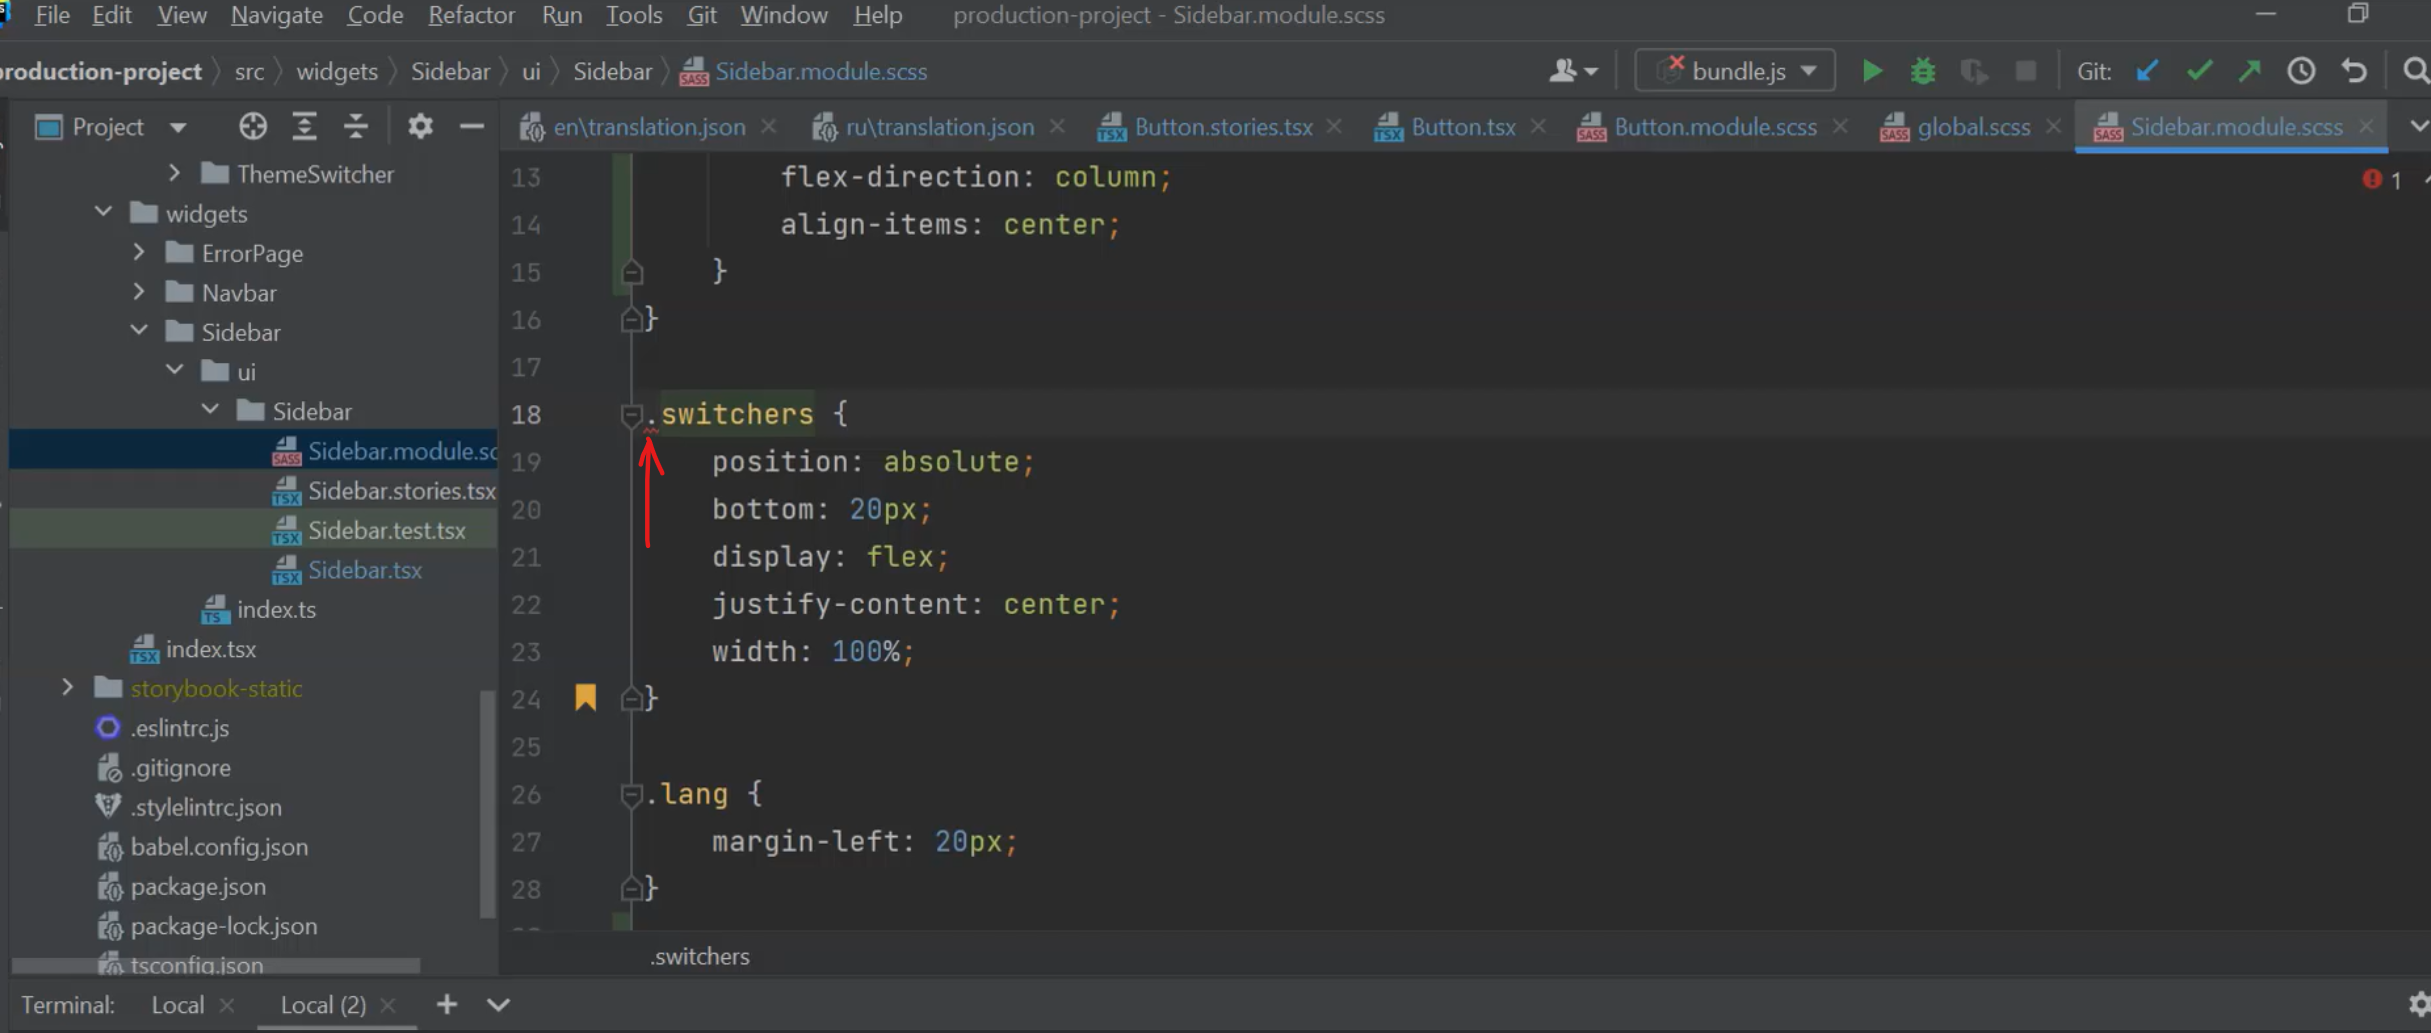 File Edit View Navigate Code Refactor Run Tools Git Window Help production-project - Sidebar.module.scss
production-project src widgets Sidebar ui Sidebar Sidebar.module.scss bundle.js Git:
Project en\translation.json ru\translation.json Button.stories.tsx Button.tsx Button.module.scss global.scss Sidebar.module.scss
ThemeSwitcher
widgets
ErrorPage
Navbar
Sidebar
ui
Sidebar
Sidebar.module.sc
Sidebar.stories.tsx
Sidebar.test.tsx
Sidebar.tsx
index.ts
index.tsx
storybook-static
.eslintrc.js
.gitignore
.stylelintrc.json
babel.config.json
package.json
package-lock.json
tsconfig.json
13 flex-direction: column;
14 align-items: center;
15 }
16 }
17
18 .switchers {
19 position: absolute;
20 bottom: 20px;
21 display: flex;
22 justify-content: center;
23 width: 100%;
24 }
25
26 .lang {
27 margin-left: 20px;
28 }
1
.switchers
Terminal: Local Local (2)